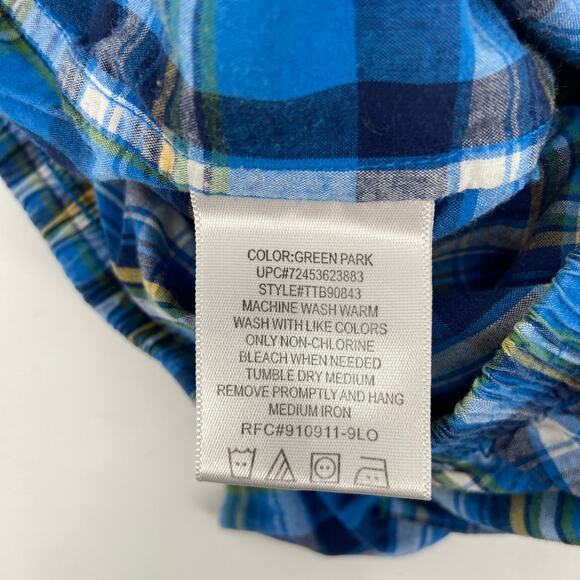 COLOR:GREEN PARK
UPC#72453623883
STYLE#TTB90843
MACHINE WASH WARM
WASH WITH LIKE COLORS
ONLY NON-CHLORINE
BLEACH WHEN NEEDED
TUMBLE DRY MEDIUM
REMOVE PROMPTLY AND HANG
MEDIUM IRON
RFC#910911-9LO